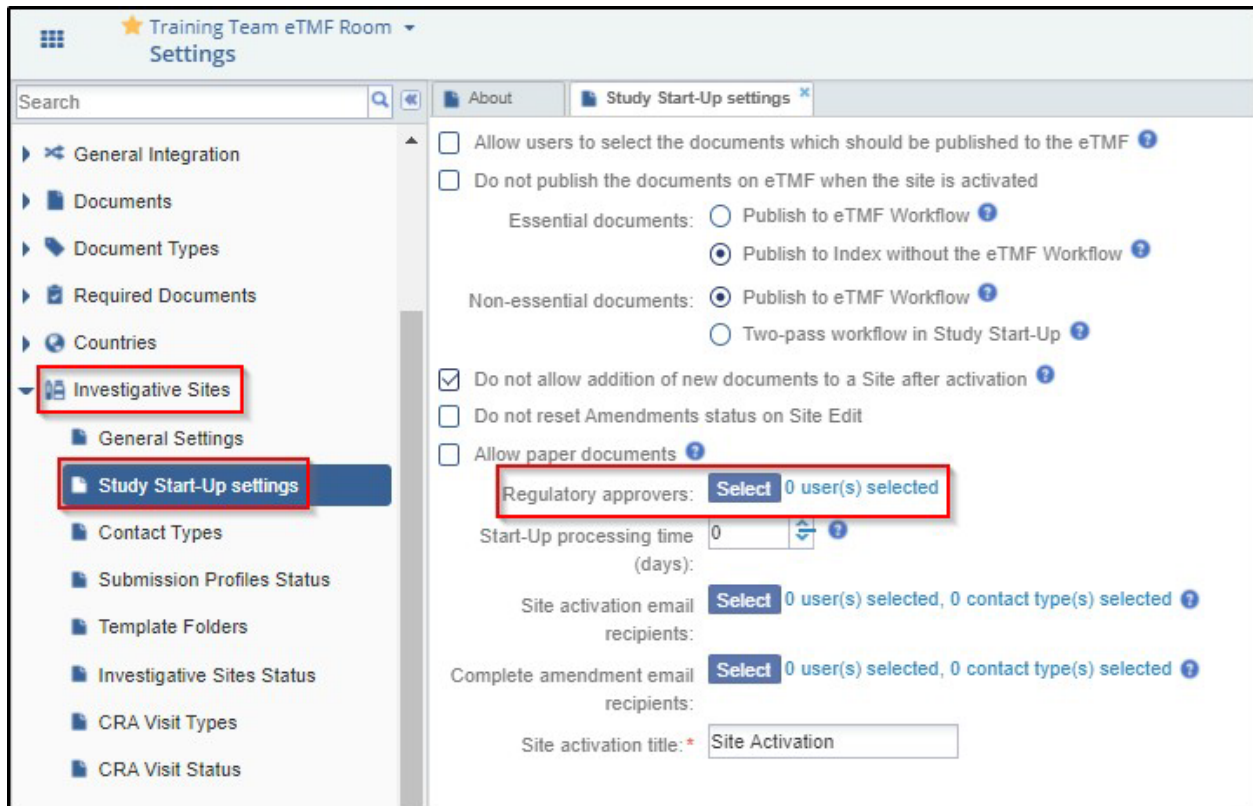 Training Team eTMF Room
Settings
Search
General Integration
Documents
Document Types
Required Documents
Countries
Investigative Sites
General Settings
Study Start-Up settings
Contact Types
Submission Profiles Status
Template Folders
Investigative Sites Status
CRA Visit Types
CRA Visit Status
About
Study Start-Up settings
Allow users to select the documents which should be published to the eTMF
Do not publish the documents on eTMF when the site is activated
Essential documents: Publish to eTMF Workflow
Publish to Index without the eTMF Workflow
Non-essential documents: Publish to eTMF Workflow
Two-pass workflow in Study Start-Up
Do not allow addition of new documents to a Site after activation
Do not reset Amendments status on Site Edit
Allow paper documents
Regulatory approvers: Select 0 user(s) selected
Start-Up processing time 0
(days):
Site activation email Select 0 user(s) selected, 0 contact type(s) selected
recipients:
Complete amendment email Select 0 user(s) selected, 0 contact type(s) selected
recipients:
Site activation title:* Site Activation